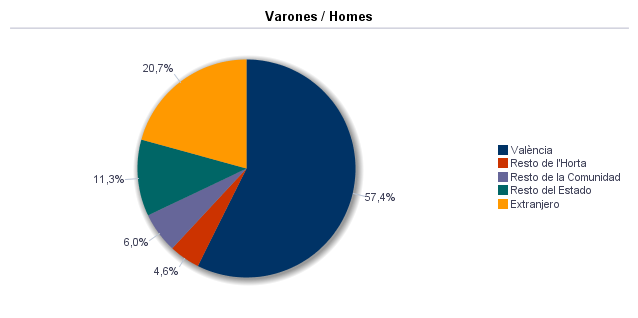 Varones / Homes
20,7%
11,3%
57,4%
6,0%
4,6%
València
Resto de l'Horta
Resto de la Comunidad
Resto del Estado
Extranjero